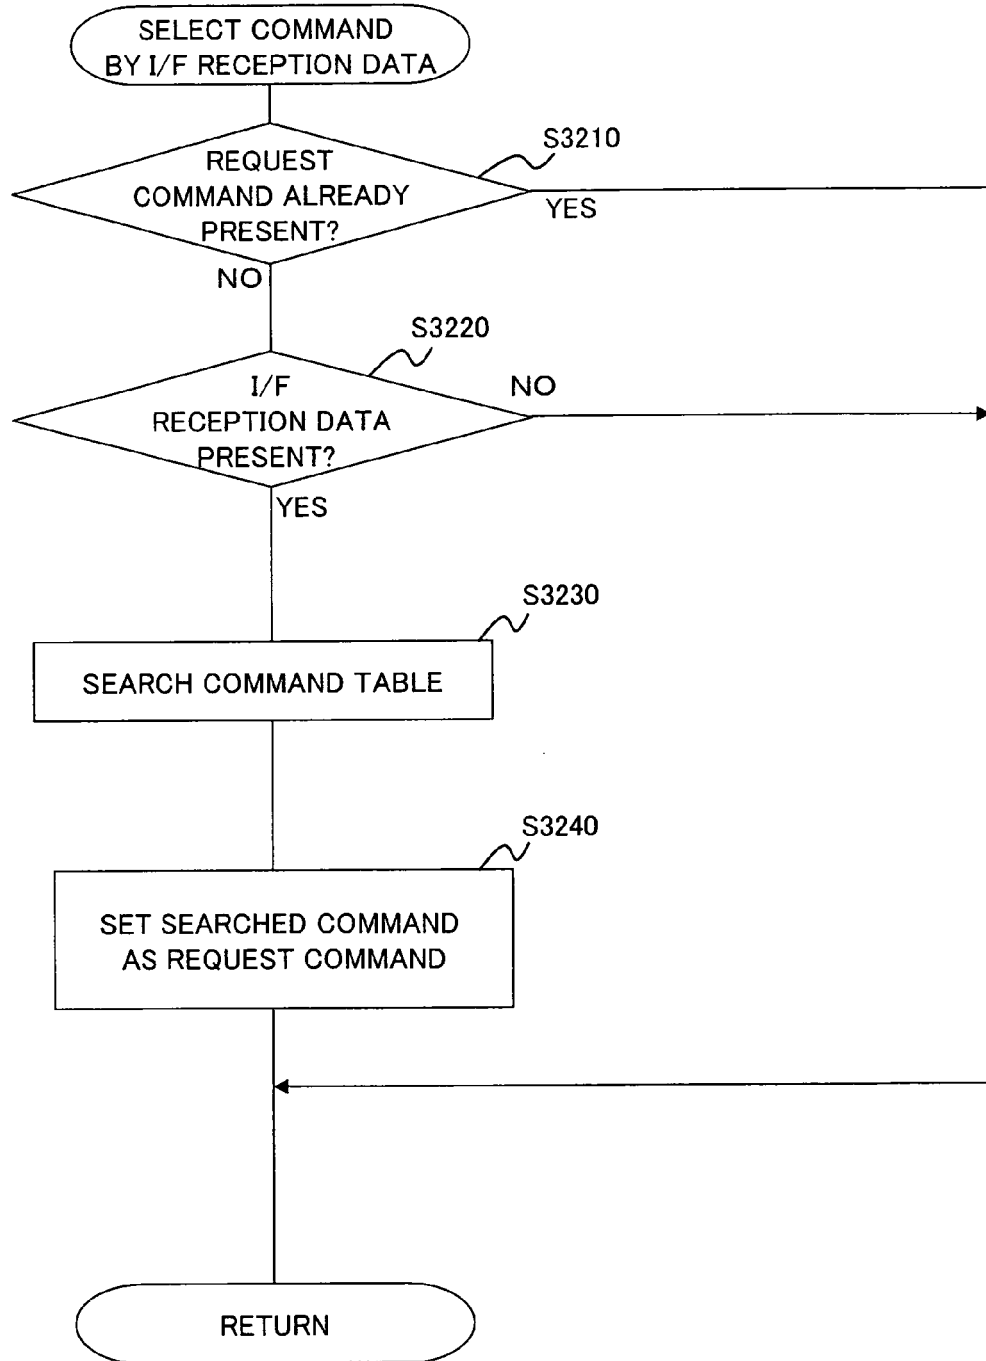 SELECT COMMAND
BY I/F RECEPTION DATA
S3210
REQUEST
COMMAND ALREADY
PRESENT?
YES
NO
S3220
I/F
RECEPTION DATA
PRESENT?
NO
YES
S3230
SEARCH COMMAND TABLE
S3240
SET SEARCHED COMMAND
AS REQUEST COMMAND
RETURN